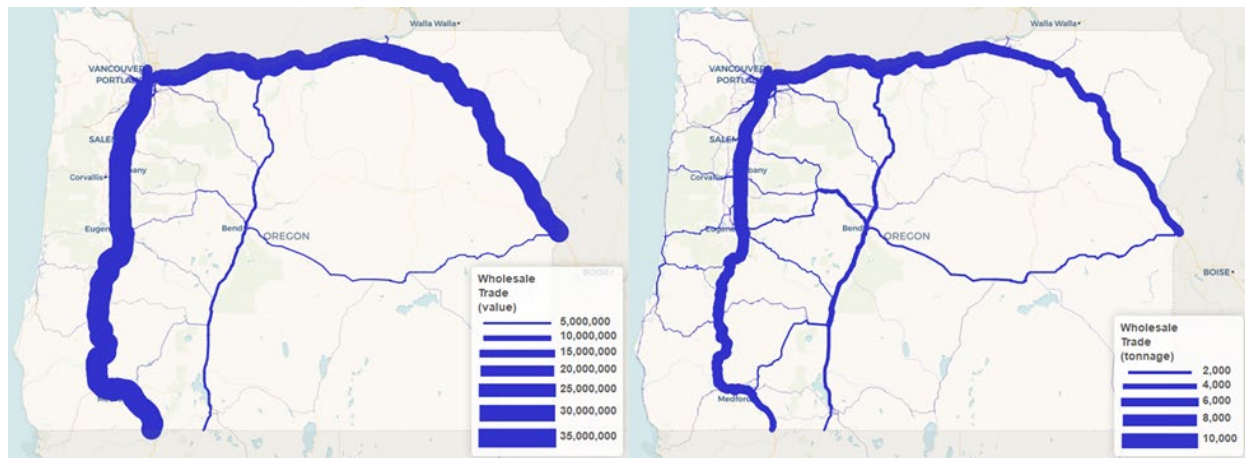 Walla Walla
VANCOUVER
PORTLAND
SALEM
Corvallis
Albany
Eugene
Bend
OREGON
BOISE
Wholesale
Trade
(value)
5,000,000
10,000,000
15,000,000
20,000,000
25,000,000
30,000,000
35,000,000
Walla Walla
VANCOUVER
PORTLAND
SALEM
Corvallis
Albany
Eugene
Bend
OREGON
BOISE
Medford
Wholesale
Trade
(tonnage)
2,000
4,000
6,000
8,000
10,000